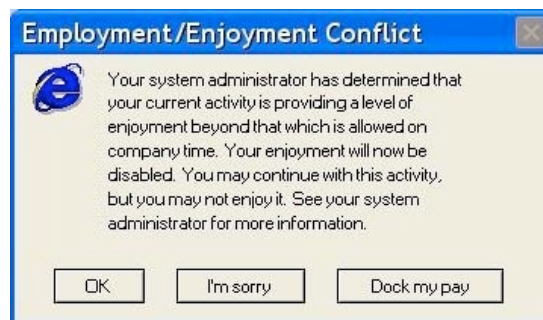 Employment/Enjoyment Conflict
Your system administrator has determined that
your current activity is providing a level of
enjoyment beyond that which is allowed on
company time. Your enjoyment will now be
disabled. You may continue with this activity,
but you may not enjoy it. See your system
administrator for more information.
OK I'm sorry Dock my pay